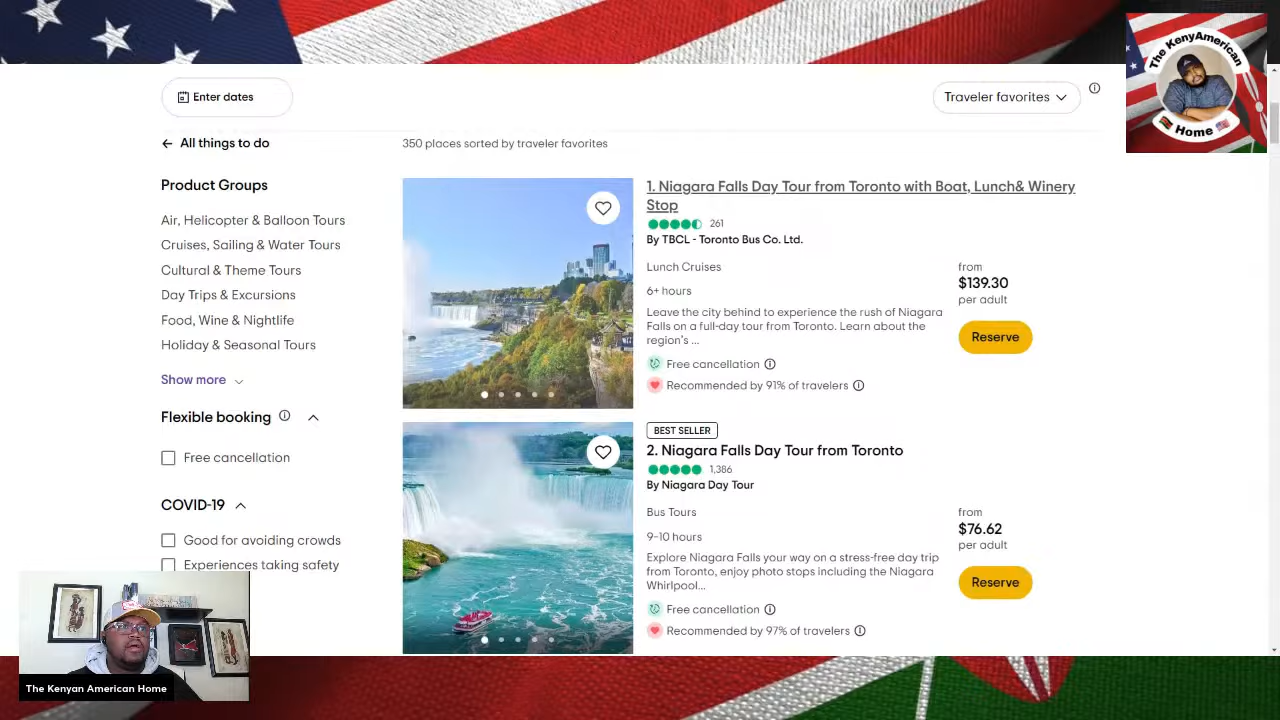 The KenyAmerican
Home
Enter dates
Traveler favorites
All things to do
350 places sorted by traveler favorites
Product Groups
Air, Helicopter & Balloon Tours
Cruises, Sailing & Water Tours
Cultural & Theme Tours
Day Trips & Excursions
Food, Wine & Nightlife
Holiday & Seasonal Tours
Show more
Flexible booking
Free cancellation
COVID-19
Good for avoiding crowds
Experiences taking safety
1. Niagara Falls Day Tour from Toronto with Boat, Lunch& Winery
Stop
261
By TBCL - Toronto Bus Co. Ltd.
Lunch Cruises
6+ hours
Leave the city behind to experience the rush of Niagara
Falls on a full-day tour from Toronto. Learn about the
region's ...
Free cancellation
Recommended by 91% of travelers
from
$139.30
per adult
Reserve
BEST SELLER
2. Niagara Falls Day Tour from Toronto
1,386
By Niagara Day Tour
Bus Tours
9-10 hours
Explore Niagara Falls your way on a stress-free day trip
from Toronto, enjoy photo stops including the Niagara
Whirlpool...
Free cancellation
Recommended by 97% of travelers
from
$76.62
per adult
Reserve
The Kenyan American Home